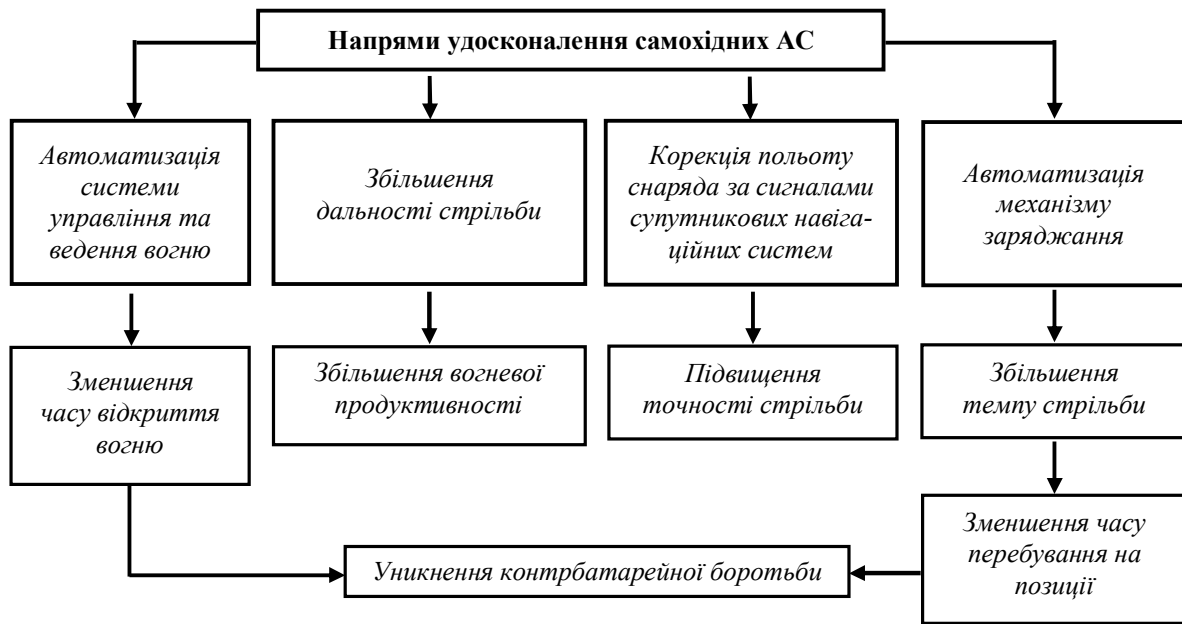 Напрями удосконалення самохідних АС
Автоматизація
системи
управління та
ведення вогню
Збільшення
дальності стрільби
Корекція польоту
снаряда за сигналами
супутникових навіга-
ційних систем
Автоматизація
механізму
заряджання
Зменшення
часу відкриття
вогню
Збільшення вогневої
продуктивності
Підвищення
точності стрільби
Збільшення
темпу стрільби
Зменшення часу
перебування на
позиції
Уникнення контрбатарейної боротьби